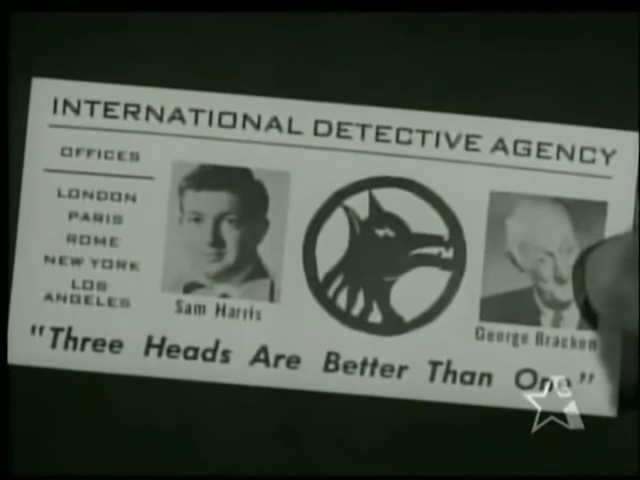 INTERNATIONAL DETECTIVE AGENCY
OFFICES
LONDON
PARIS
ROME
NEW YORK
LOS
ANGELES
Sam Harris
George Bracken
"Three Heads Are Better Than One"